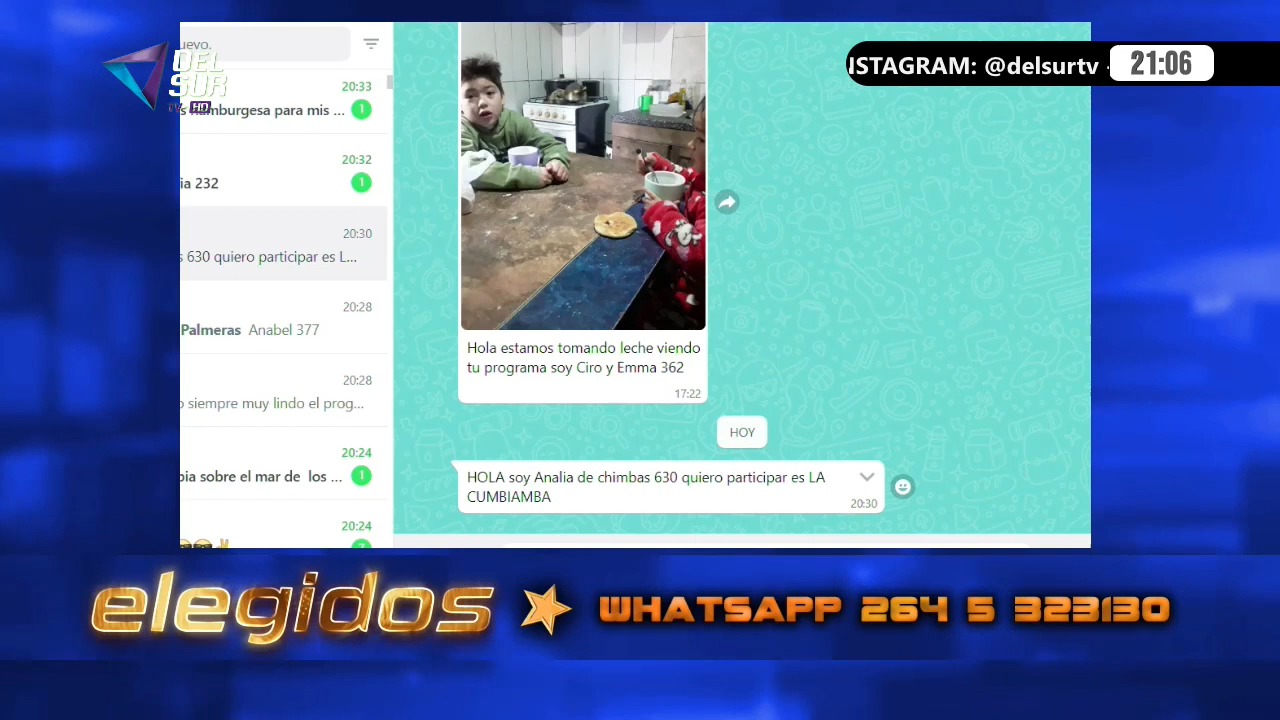 uevo.
DEL
SUR
TV HD
20:33
s hamburgesa para mis ...
1
20:32
ia 232
1
20:30
s 630 quiero participar es L...
20:28
Palmeras Anabel 377
20:28
o siempre muy lindo el prog...
20:24
bia sobre el mar de los ...
1
20:24
ISTAGRAM: @delsurtv -
21:06
Hola estamos tomando leche viendo
tu programa soy Ciro y Emma 362
17:22
HOY
HOLA soy Analia de chimbas 630 quiero participar es LA
CUMBIAMBA
20:30
elegidos
WHATSAPP 264 5 323130